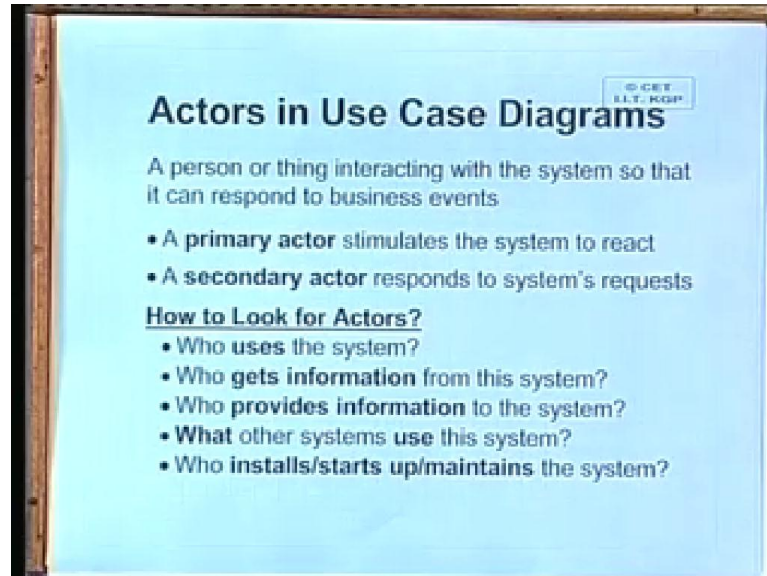 © CET
I.I.T. KGP
Actors in Use Case Diagrams
A person or thing interacting with the system so that
it can respond to business events
• A primary actor stimulates the system to react
• A secondary actor responds to system's requests
How to Look for Actors?
• Who uses the system?
• Who gets information from this system?
• Who provides information to the system?
• What other systems use this system?
• Who installs/starts up/maintains the system?